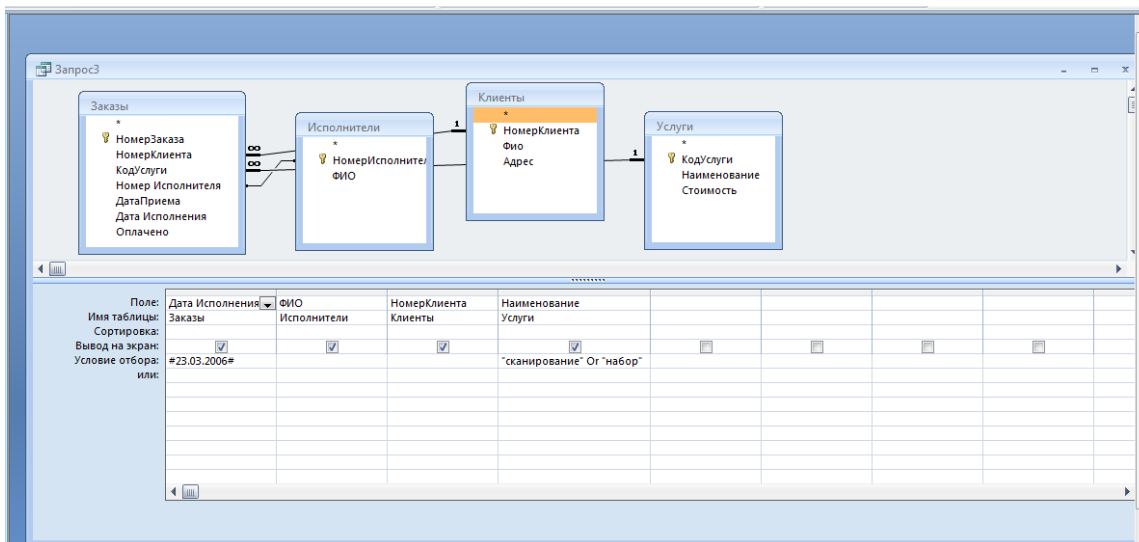 Запрос3
Заказы
*
НомерЗаказа
НомерКлиента
КодУслуги
Номер Исполнителя
ДатаПриема
Дата Исполнения
Оплачено
∞
∞
Исполнители
*
НомерИсполнител
ФИО
1
Клиенты
*
НомерКлиента
Фио
Адрес
1
Услуги
*
КодУслуги
Наименование
Стоимость
Поле: Дата Исполнения ФИО НомерКлиента Наименование
Имя таблицы: Заказы Исполнители Клиенты Услуги
Сортировка:
Вывод на экран:
Условие отбора: #23.03.2006# "сканирование" Or "набор"
или: